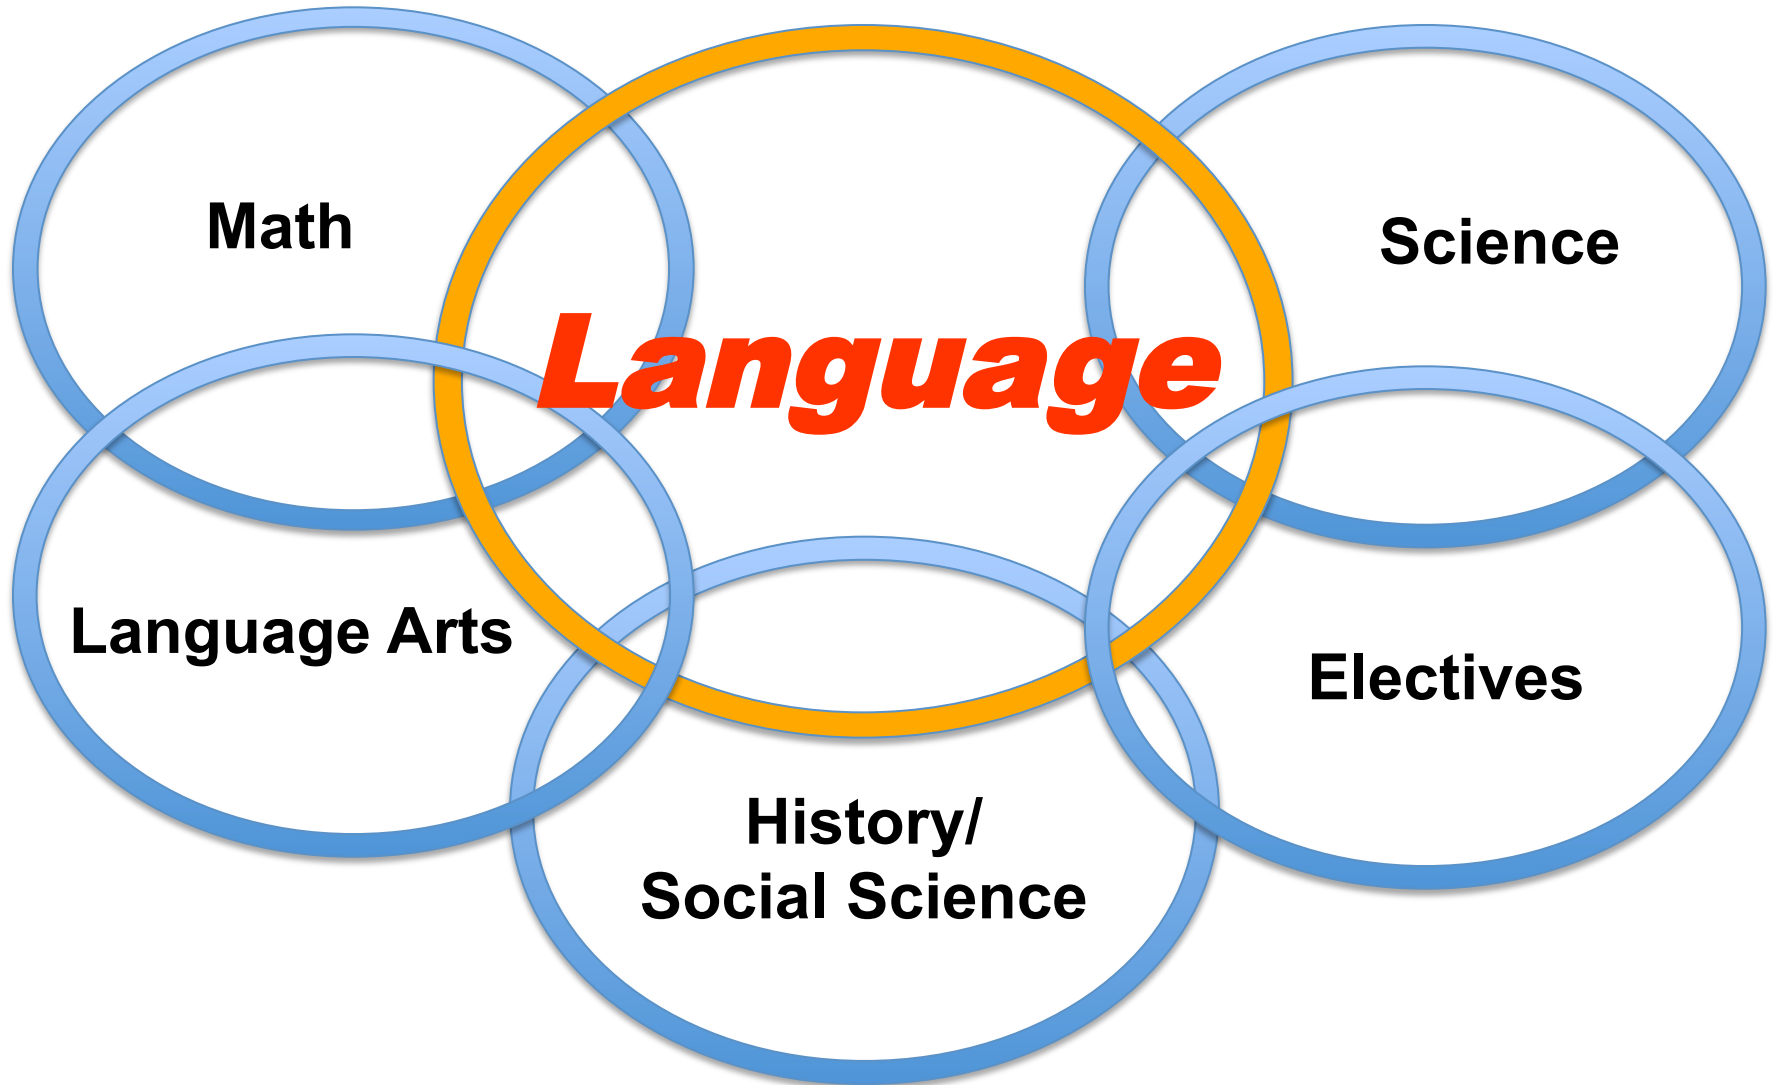 Math
Science
Language
Language Arts
Electives
History/
Social Science